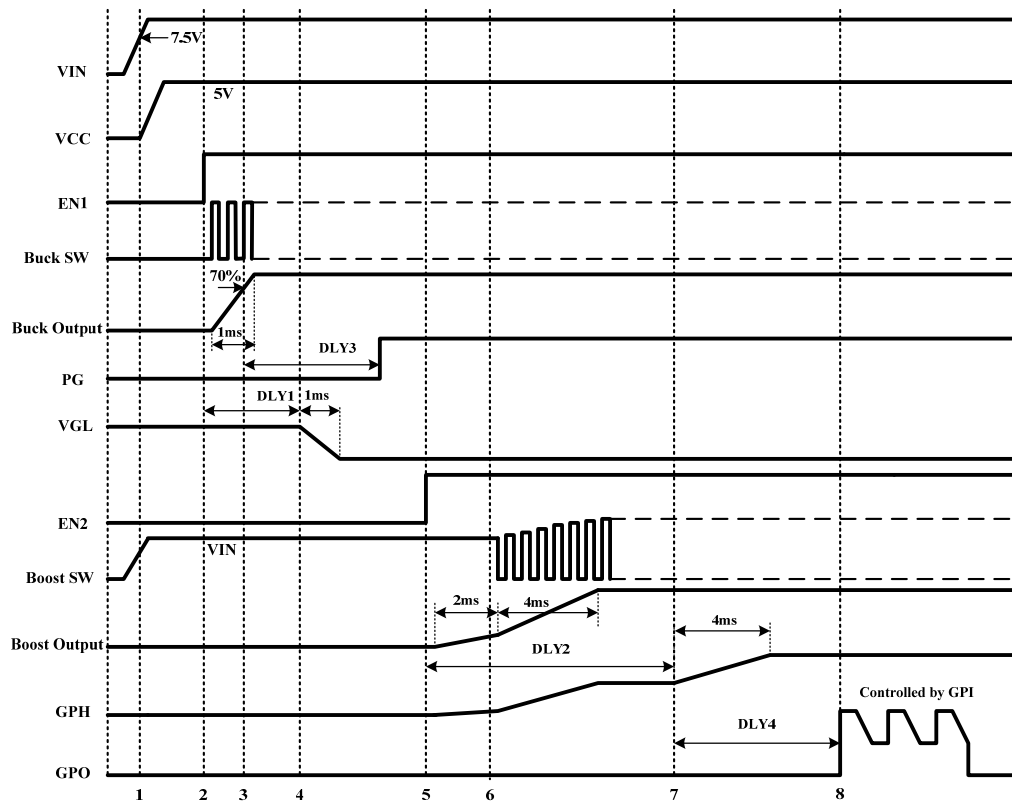 7.5V
VIN
5V
VCC
EN1
Buck SW
70%
Buck Output
1ms
DLY3
PG
DLY1 1ms
VGL
EN2
VIN
Boost SW
2ms 4ms
4ms
Boost Output
DLY2
Controlled by GPI
GPH
DLY4
GPO
1 2 3 4 5 6 7 8